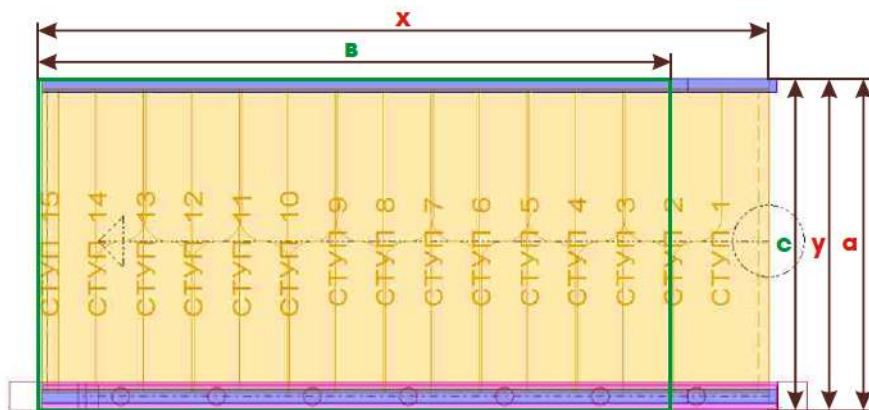 x
в
ступ 15
ступ 14
ступ 13
ступ 12
ступ 11
ступ 10
ступ 9
ступ 8
ступ 7
ступ 6
ступ 5
ступ 4
ступ 3
ступ 2
ступ 1
c
y
a